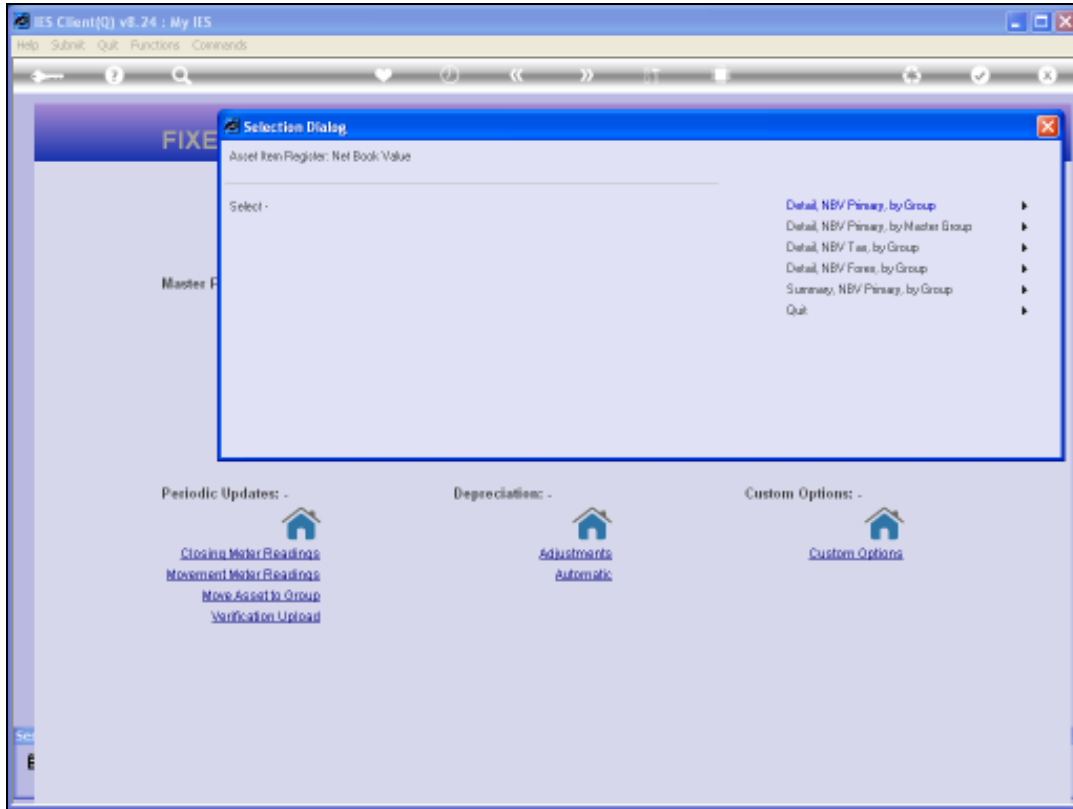 IES Client(Q) v8.24 : My IES
Help Submit Quit Functions Commands
FIXE
Selection Dialog
Asset Item Register: Net Book Value
Select -
Detail, NBV Primary, by Group
Detail, NBV Primary, by Master Group
Detail, NBV Tax, by Group
Detail, NBV Forex, by Group
Summary, NBV Primary, by Group
Quit
Master
Periodic Updates: -
Closing Meter Readings
Movement Meter Readings
Move Asset to Group
Verification Upload
Depreciation: -
Adjustments
Automatic
Custom Options: -
Custom Options